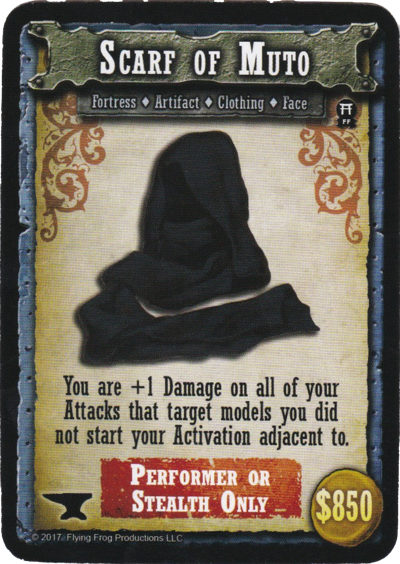 Scarf of Muto
Fortress ♦ Artifact ♦ Clothing ♦ Face
FF
You are +1 Damage on all of your
Attacks that target models you did
not start your Activation adjacent to.
Performer or
Stealth Only
$850
© 2017. Flying Frog Productions LLC